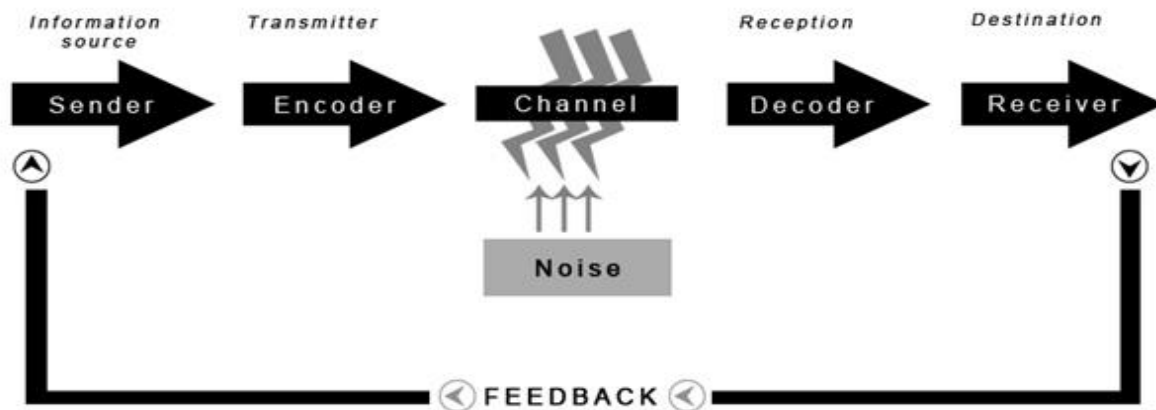 Information
source
Transmitter
Reception
Destination
Sender
Encoder
Channel
Decoder
Receiver
Noise
FEEDBACK